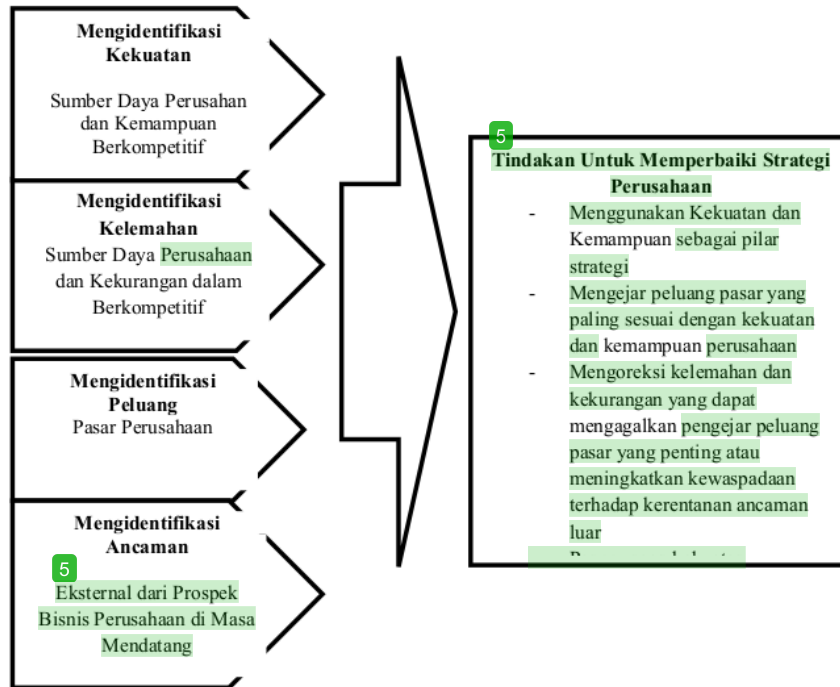 Mengidentifikasi
Kekuatan
Sumber Daya Perusahan
dan Kemampuan
Berkompetitif
Mengidentifikasi
Kelemahan
Sumber Daya Perusahaan
dan Kekurangan dalam
Berkompetitif
Mengidentifikasi
Peluang
Pasar Perusahaan
Mengidentifikasi
Ancaman
5
Eksternal dari Prospek
Bisnis Perusahaan di Masa
Mendatang
5
Tindakan Untuk Memperbaiki Strategi
Perusahaan
- Menggunakan Kekuatan dan
Kemampuan sebagai pilar
strategi
- Mengejar peluang pasar yang
paling sesuai dengan kekuatan
dan kemampuan perusahaan
- Mengoreksi kelemahan dan
kekurangan yang dapat
mengagalkan pengejar peluang
pasar yang penting atau
meningkatkan kewaspadaan
terhadap kerentanan ancaman
luar